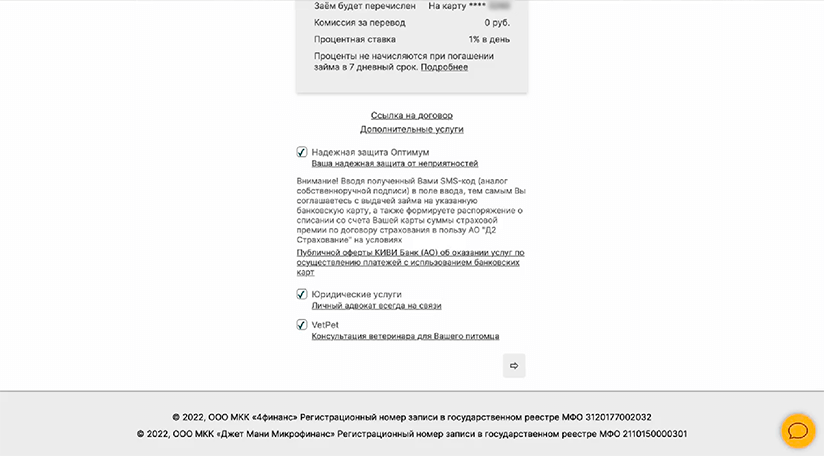 Заём будет перечислен На карту ****
Комиссия за перевод 0 руб.
Процентная ставка 1% в день
Проценты не начисляются при погашении
займа в 7 дневный срок. Подробнее
Ссылка на договор
Дополнительные услуги
Надежная защита Оптимум
Ваша надежная защита от неприятностей
Внимание! Вводя полученный Вами SMS-код (аналог
собственноручной подписи) в поле ввода, тем самым Вы
соглашаетесь с выдачей займа на указанную
банковскую карту, а также формируете распоряжение о
списании со счета Вашей карты суммы страховой
премии по договору страхования в пользу АО "Д2
Страхование" на условиях
Публичной оферты КИВИ Банк (АО) об оказании услуг по
осуществлению платежей с использованием банковских
карт
Юридические услуги
Личный адвокат всегда на связи
VetPet
Консультация ветеринара для Вашего питомца
© 2022, ООО МКК «4финанс» Регистрационный номер записи в государственном реестре МФО 3120177002032
© 2022, ООО МКК «Джет Мани Микрофинанс» Регистрационный номер записи в государственном реестре МФО 2110150000301